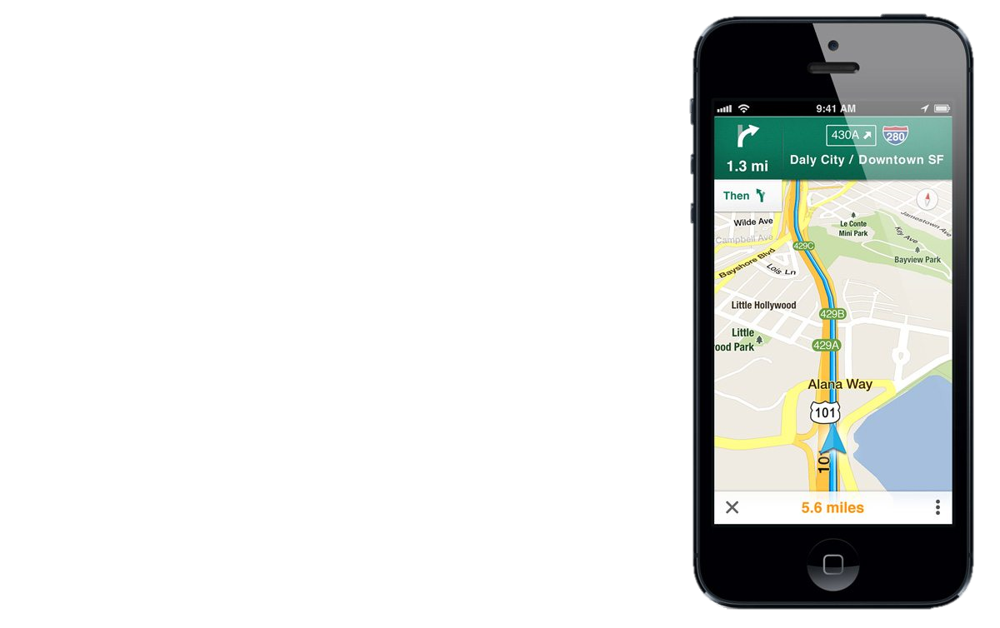 9:41 AM
430A
280
1.3 mi
Daly City / Downtown SF
Then
Wilde Ave
Le Conte
Mini Park
Jamestown Ave
Key Ave
Campbell Ave
429C
Bayshore Blvd
Lois Ln
Bayview Park
Little Hollywood
429B
Little
ood Park
429A
Alana Way
101
101
5.6 miles